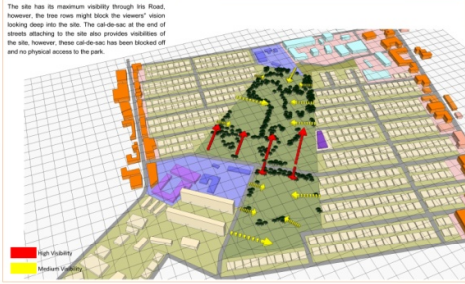 The site has its maximum visibility through Iris Road,
however, the tree rows might block the viewers" vision
looking deep into the site. The cal-de-sac at the end of
streets attaching to the site also provides visibilities of
the site, however, these cal-de-sac has been blocked off
and no physical access to the park.
High Visibility
Medium Visibility